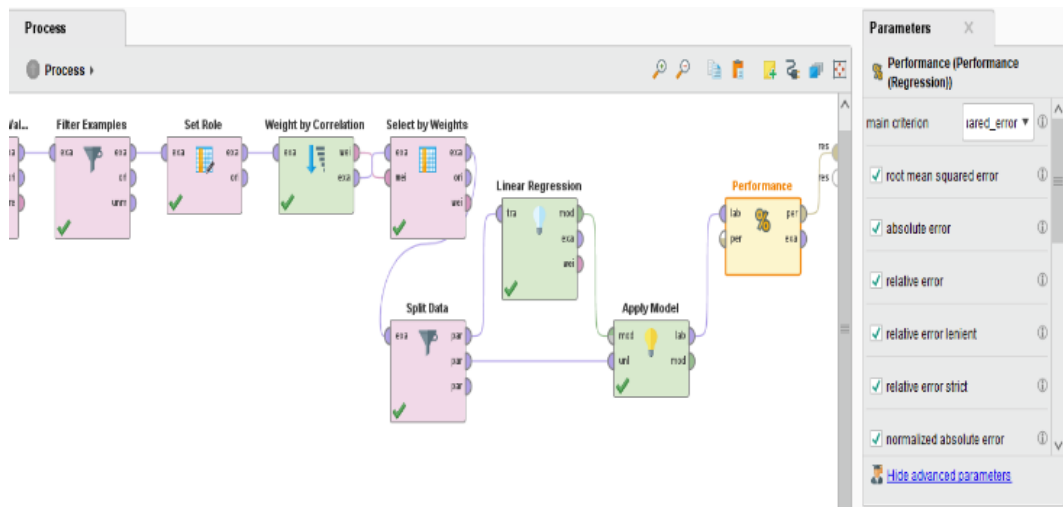 Process
Process
Val...
Filter Examples
Set Role
Weight by Correlation
Select by Weights
exa
exa
ori
unm
exa
exa
ori
exa
wei
exa
exa
wei
exa
ori
wei
res
res
Linear Regression
tra
mod
exa
wei
Performance
lab
per
per
exa
Split Data
exa
par
par
par
Apply Model
mod
unl
lab
mod
Parameters
Performance (Performance
(Regression))
main criterion
ared_error
root mean squared error
absolute error
relative error
relative error lenient
relative error strict
normalized absolute error
Hide advanced parameters